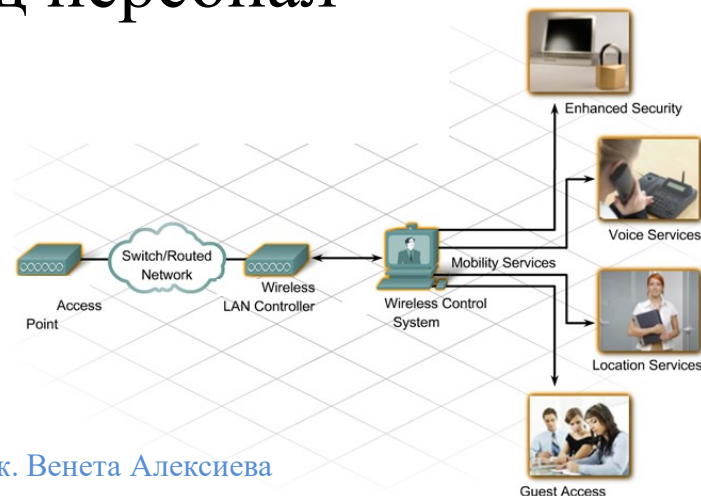 персонал
Enhanced Security
Voice Services
Switch/Routed
Network
Mobility Services
Wireless
LAN Controller
Access
Point
Wireless Control
System
Location Services
Венета Алексиева
Guest Access